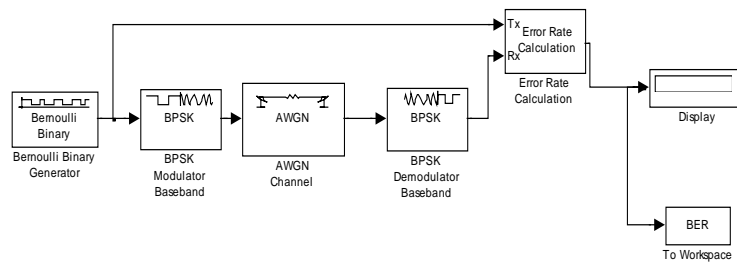 Tx
Error Rate
Calculation
Rx
Error Rate
Calculation
Display
Bernoulli
Binary
Bernoulli Binary
Generator
BPSK
BPSK
Modulator
Baseband
AWGN
AWGN
Channel
BPSK
BPSK
Demodulator
Baseband
BER
To Workspace